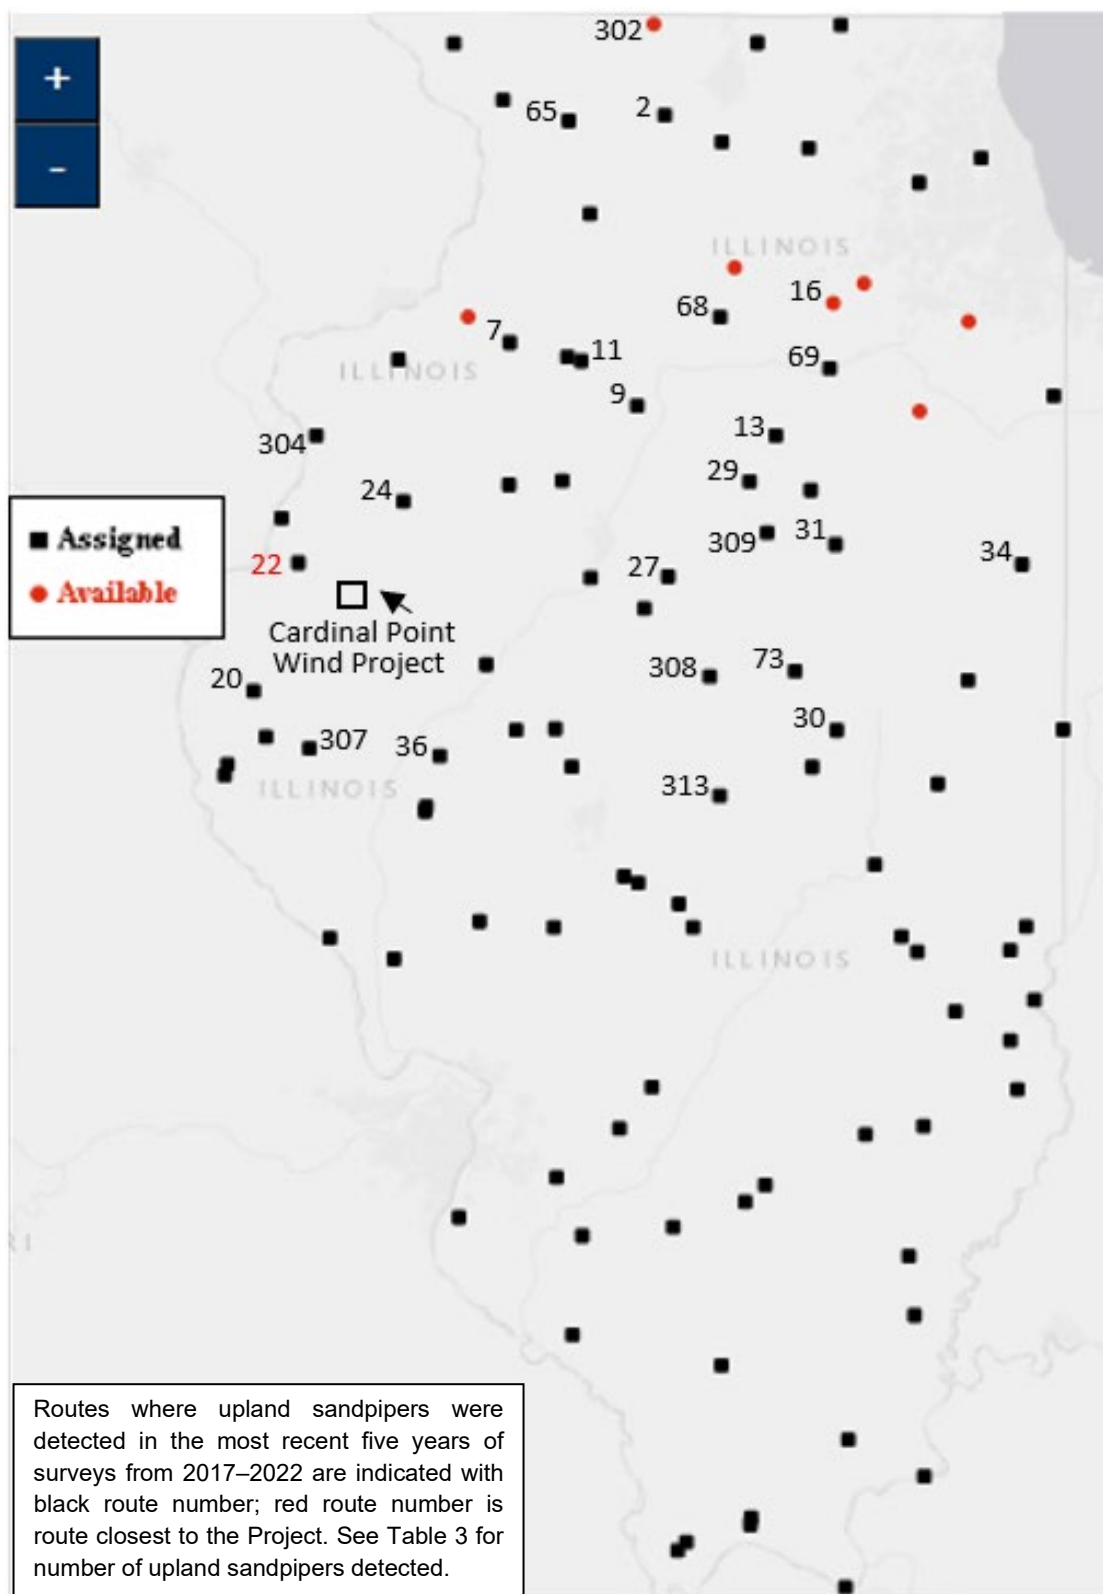 302
+
65
2
-
ILLINOIS
16
68
7
11
ILLINOIS
69
9
304
13
29
24
Assigned
309
31
22
27
34
Available
Cardinal Point
Wind Project
20
308
73
307
36
30
ILLINOIS
313
ILLINOIS
RI
Routes where upland sandpipers were
detected in the most recent five years of
surveys from 2017–2022 are indicated with
black route number; red route number is
route closest to the Project. See Table 3 for
number of upland sandpipers detected.